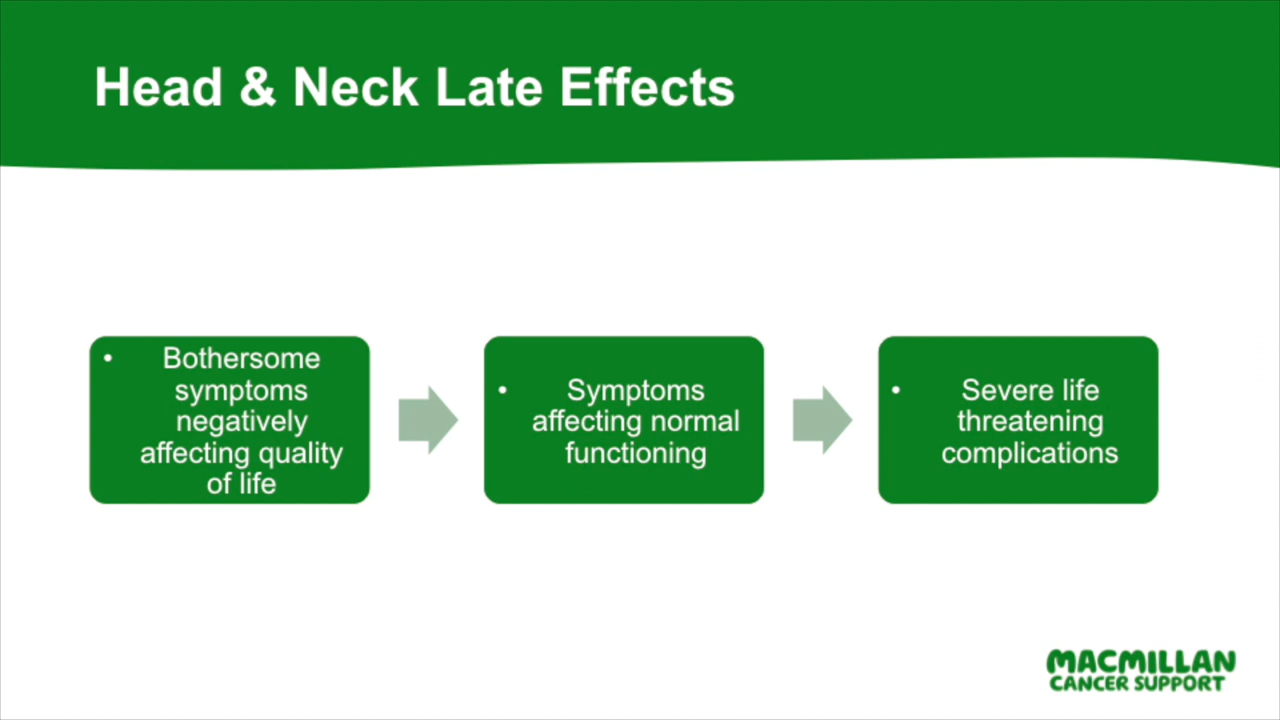 Head & Neck Late Effects
• Bothersome
symptoms
negatively
affecting quality
of life
• Symptoms
affecting normal
functioning
• Severe life
threatening
complications
MACMILLAN
CANCER SUPPORT